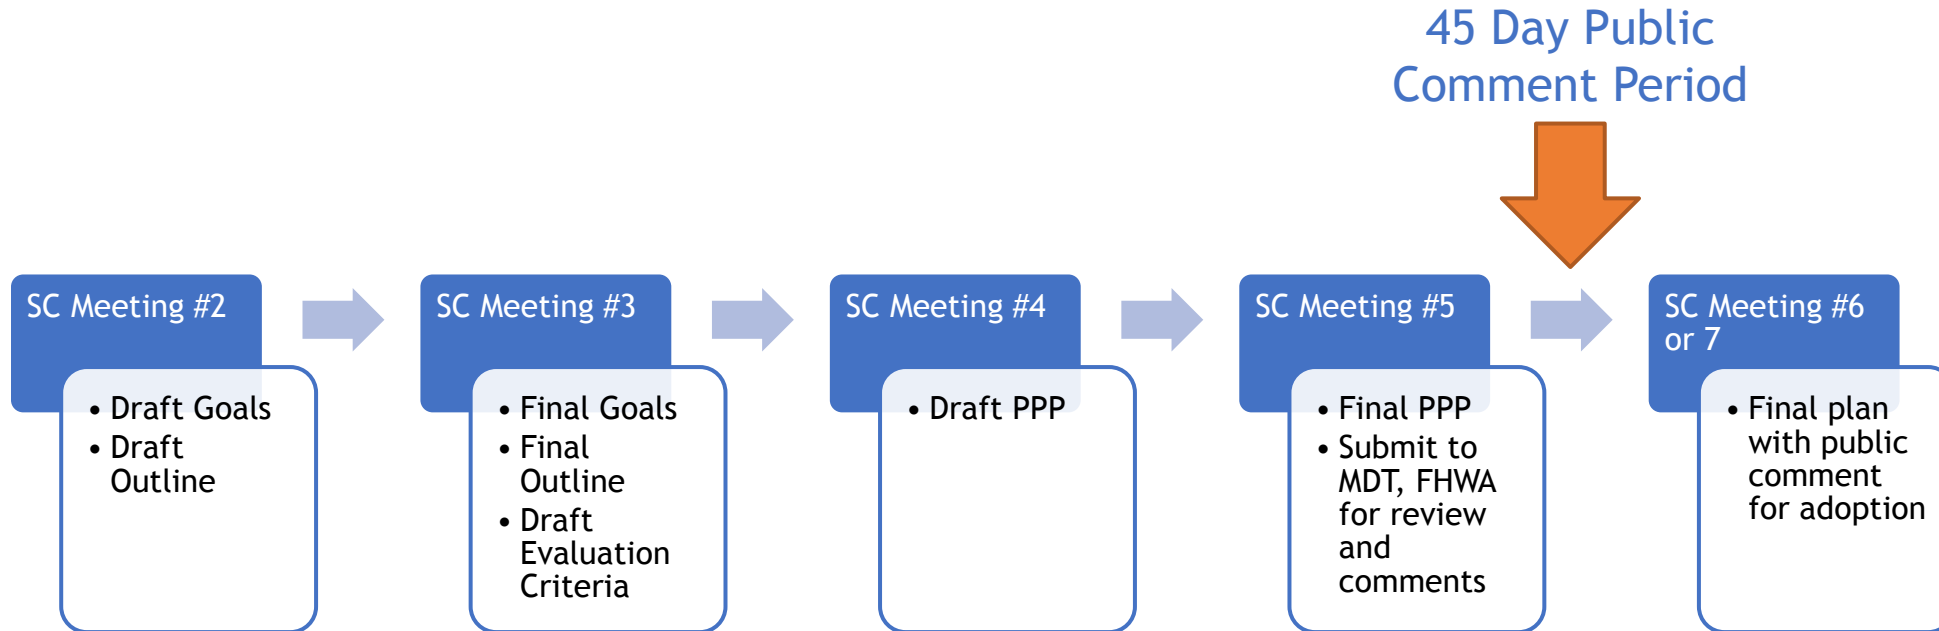 45 Day Public
Comment Period
SC Meeting #2
• Draft Goals
• Draft
Outline
SC Meeting #3
• Final Goals
• Final
Outline
• Draft
Evaluation
Criteria
SC Meeting #4
• Draft PPP
SC Meeting #5
• Final PPP
• Submit to
MDT, FHWA
for review
and
comments
SC Meeting #6
or 7
• Final plan
with public
comment
for adoption